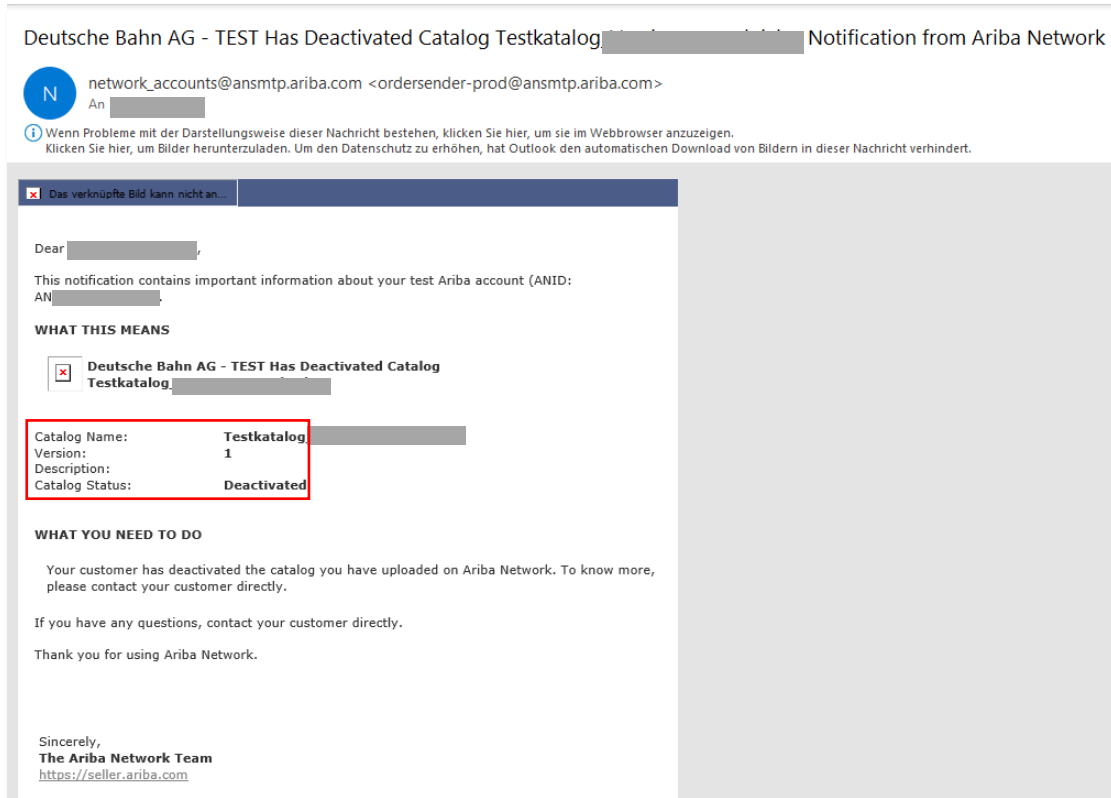 Deutsche Bahn AG - TEST Has Deactivated Catalog Testkatalog_ Notification from Ariba Network
N
network_accounts@ansmtp.ariba.com <ordersender-prod@ansmtp.ariba.com>
An
Wenn Probleme mit der Darstellungsweise dieser Nachricht bestehen, klicken Sie hier, um sie im Webbrowser anzuzeigen.
Klicken Sie hier, um Bilder herunterzuladen. Um den Datenschutz zu erhöhen, hat Outlook den automatischen Download von Bildern in dieser Nachricht verhindert.
Das verknüpfte Bild kann nicht an...
Dear ,
This notification contains important information about your test Ariba account (ANID:
AN .
WHAT THIS MEANS
Deutsche Bahn AG - TEST Has Deactivated Catalog
Testkatalog_
Catalog Name: Testkatalog_
Version: 1
Description:
Catalog Status: Deactivated
WHAT YOU NEED TO DO
Your customer has deactivated the catalog you have uploaded on Ariba Network. To know more,
please contact your customer directly.
If you have any questions, contact your customer directly.
Thank you for using Ariba Network.
Sincerely,
The Ariba Network Team
https://seller.ariba.com